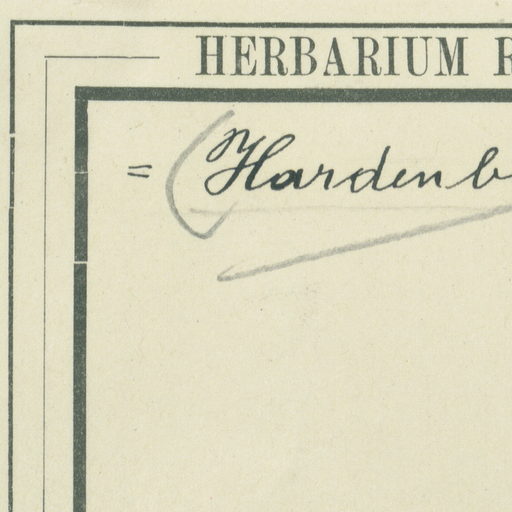 HERBARIUM R
= (Hardenb